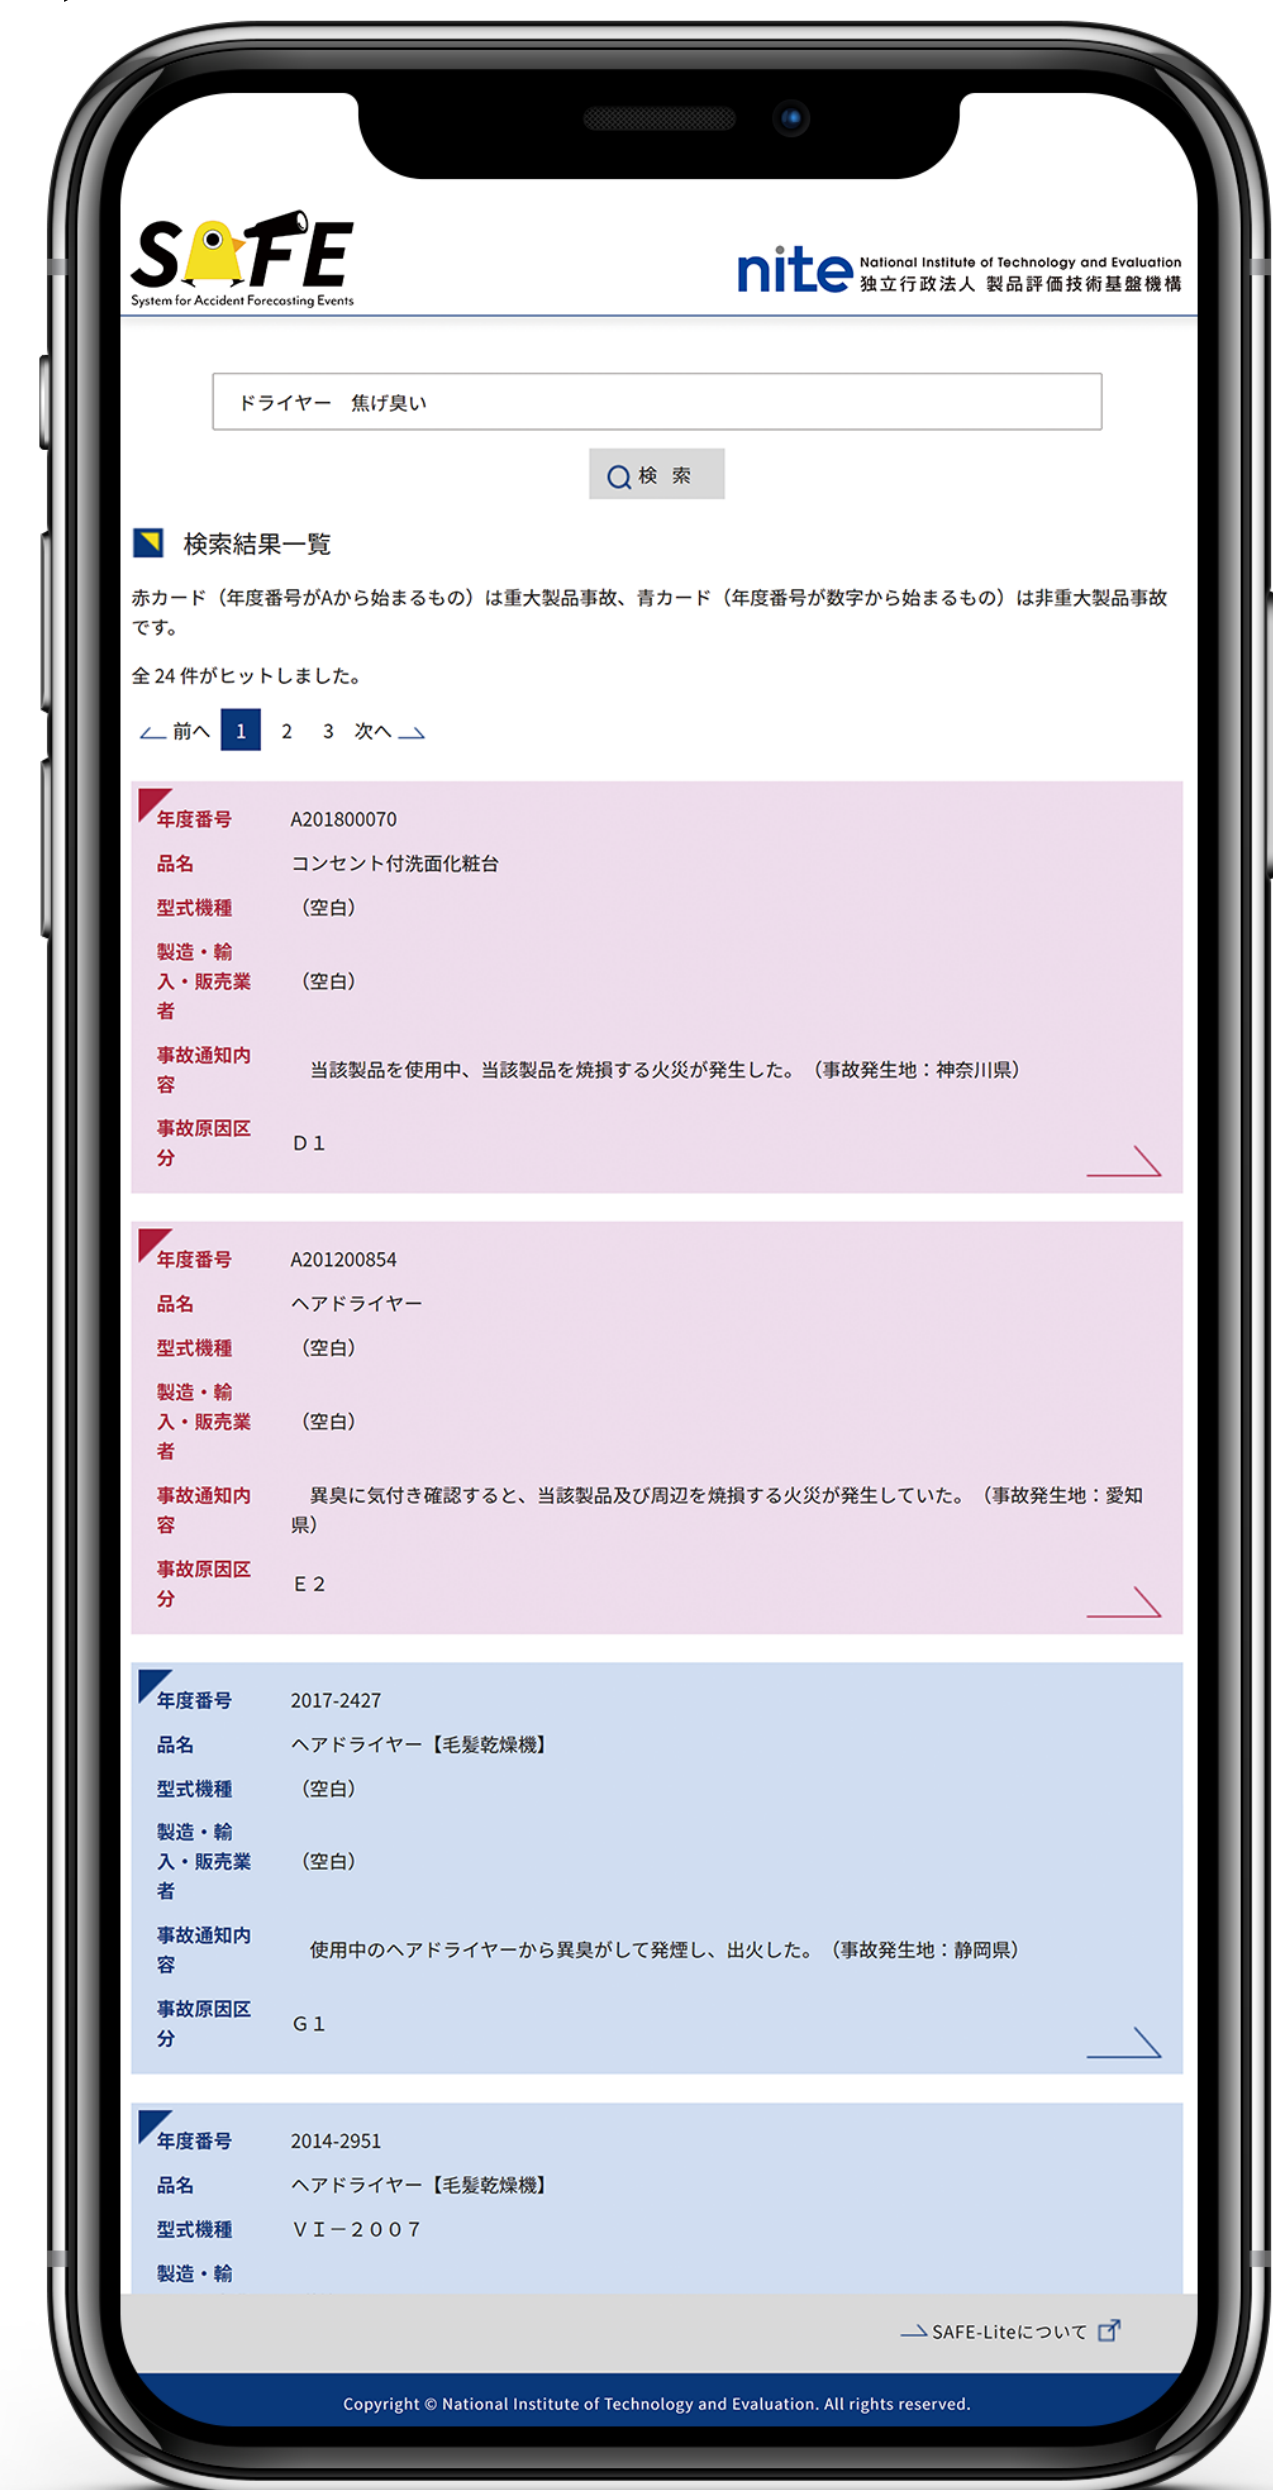 SAFE
System for Accident Forecasting Events
nite National Institute of Technology and Evaluation
独立行政法人 製品評価技術基盤機構
ドライヤー　焦げ臭い
検 索
検索結果一覧
赤カード（年度番号がAから始まるもの）は重大製品事故、青カード（年度番号が数字から始まるもの）は非重大製品事故
です。
全 24 件がヒットしました。
前へ 1 2 3 次へ
年度番号 A201800070
品名 コンセント付洗面化粧台
型式機種 （空白）
製造・輸
入・販売業 （空白）
者
事故通知内
容 当該製品を使用中、当該製品を焼損する火災が発生した。（事故発生地：神奈川県）
事故原因区
分 Ｄ１
年度番号 A201200854
品名 ヘアドライヤー
型式機種 （空白）
製造・輸
入・販売業 （空白）
者
事故通知内 異臭に気付き確認すると、当該製品及び周辺を焼損する火災が発生していた。（事故発生地：愛知
容 県）
事故原因区
分 Ｅ２
年度番号 2017-2427
品名 ヘアドライヤー【毛髪乾燥機】
型式機種 （空白）
製造・輸
入・販売業 （空白）
者
事故通知内
容 使用中のヘアドライヤーから異臭がして発煙し、出火した。（事故発生地：静岡県）
事故原因区
分 Ｇ１
年度番号 2014-2951
品名 ヘアドライヤー【毛髪乾燥機】
型式機種 ＶＩ－２００７
製造・輸
SAFE-Liteについて
Copyright © National Institute of Technology and Evaluation. All rights reserved.